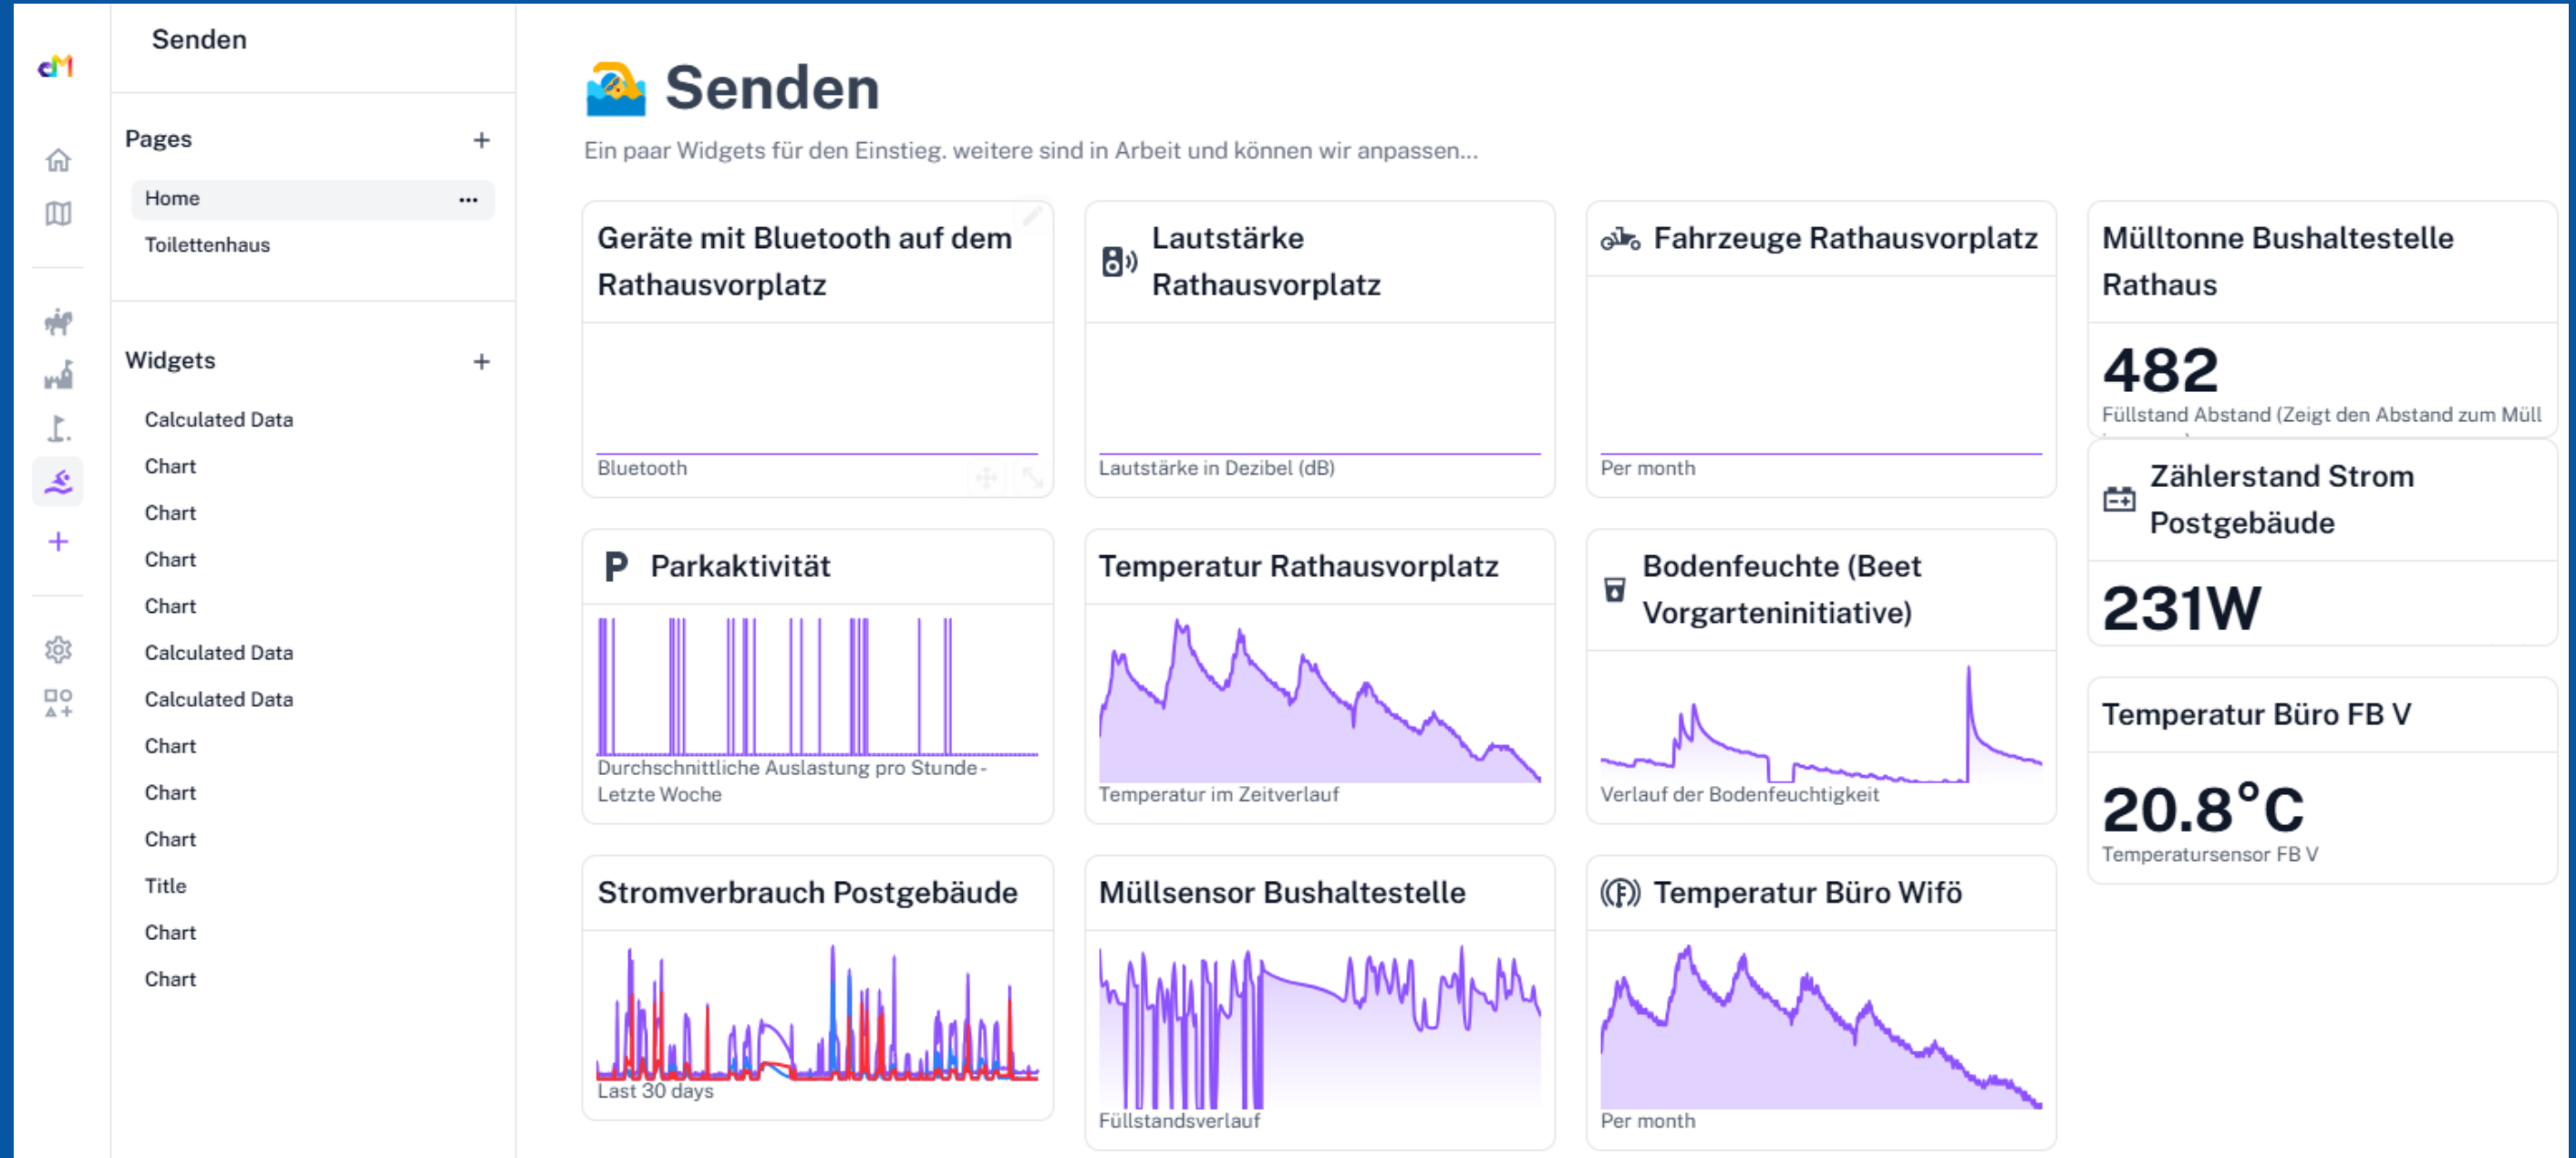 Senden
Pages
Home
Toilettenhaus
Widgets
Calculated Data
Chart
Chart
Chart
Chart
Calculated Data
Calculated Data
Chart
Chart
Chart
Title
Chart
Chart
Senden
Ein paar Widgets für den Einstieg. weitere sind in Arbeit und können wir anpassen...
Geräte mit Bluetooth auf dem
Rathausvorplatz
Bluetooth
Lautstärke
Rathausvorplatz
Lautstärke in Dezibel (dB)
Fahrzeuge Rathausvorplatz
Per month
Mülltonne Bushaltestelle
Rathaus
482
Füllstand Abstand (Zeigt den Abstand zum Müll
Zählerstand Strom
Postgebäude
231W
Parkaktivität
Durchschnittliche Auslastung pro Stunde -
Letzte Woche
Temperatur Rathausvorplatz
Temperatur im Zeitverlauf
Bodenfeuchte (Beet
Vorgarteninitiative)
Verlauf der Bodenfeuchtigkeit
Temperatur Büro FB V
20.8°C
Temperatursensor FB V
Stromverbrauch Postgebäude
Last 30 days
Müllsensor Bushaltestelle
Füllstandsverlauf
Temperatur Büro Wifö
Per month